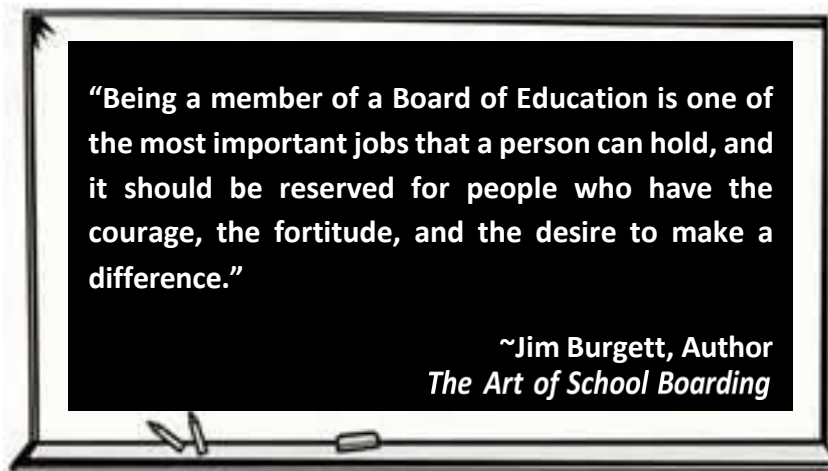 “Being a member of a Board of Education is one of
the most important jobs that a person can hold, and
it should be reserved for people who have the
courage, the fortitude, and the desire to make a
difference.”
~Jim Burgett, Author
The Art of School Boarding